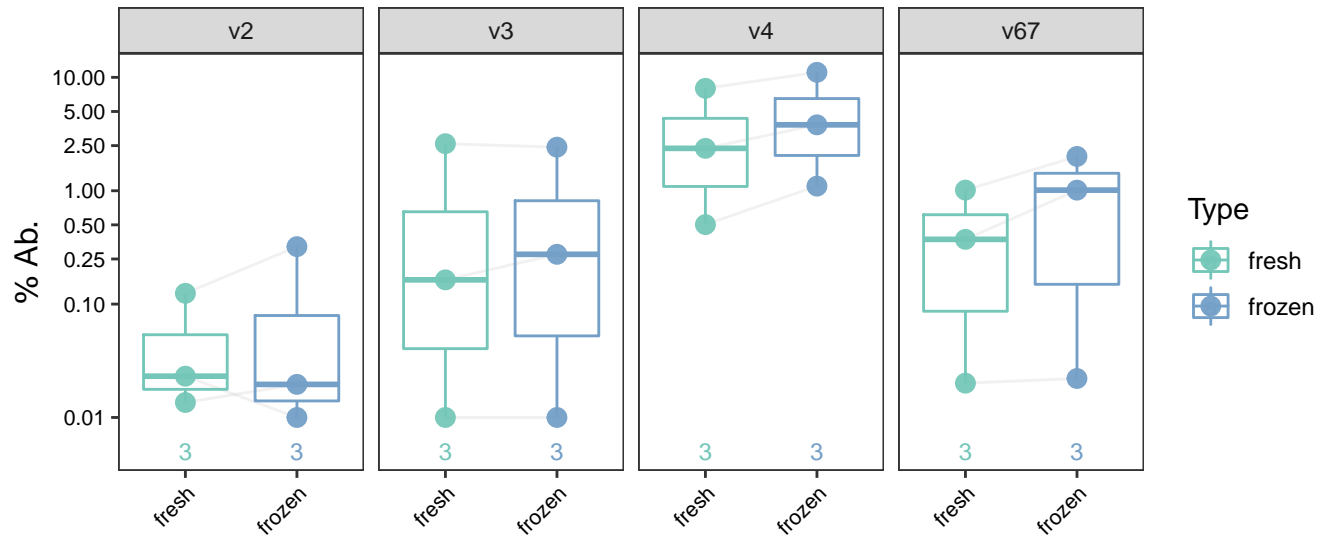 v2 v3 v4 v67
% Ab.
10.00
5.00
2.50
1.00
0.50
0.25
0.10
0.01
3 3 3 3 3 3 3 3
fresh frozen fresh frozen fresh frozen fresh frozen
Type
fresh
frozen